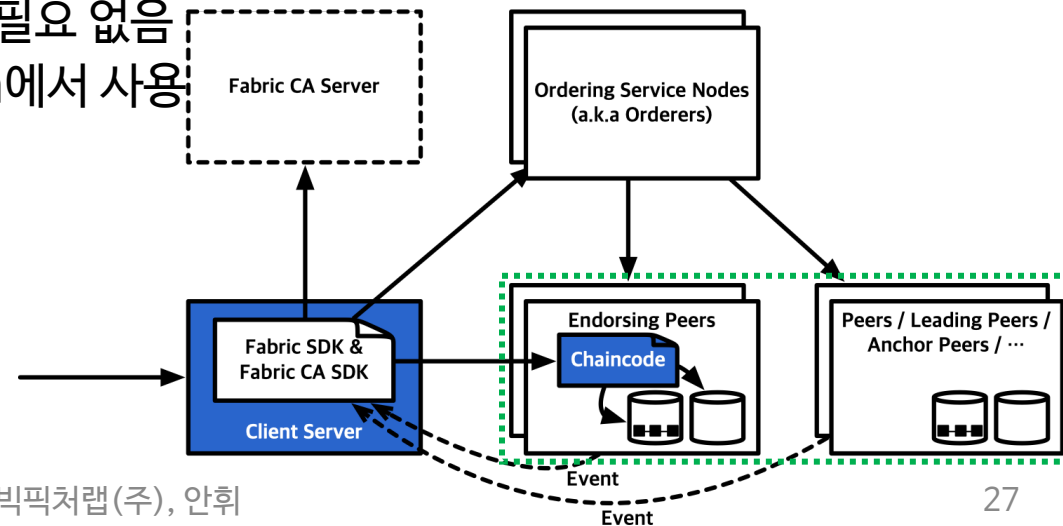 필요 없음
에서 사용
Fabric CA Server
Ordering Service Nodes
(a.k.a Orderers)
Fabric SDK &
Fabric CA SDK
Client Server
Endorsing Peers
Chaincode
Peers / Leading Peers /
Anchor Peers / ···
Event
Event
빅픽처랩(주), 안휘
27